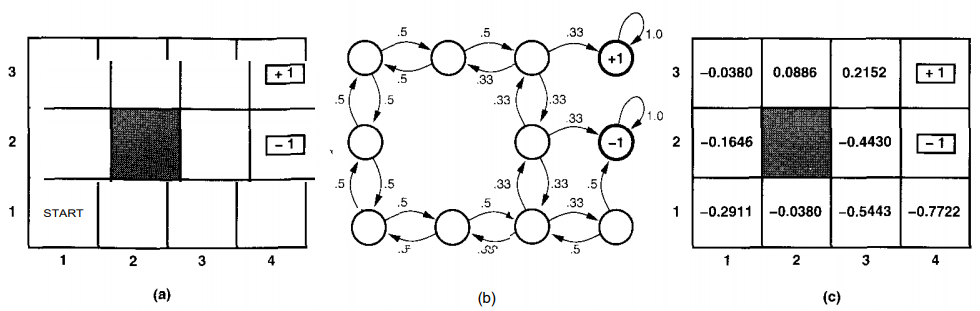 3 + 1
2 - 1
1 START
1 2 3 4
(a)
.5 .5 .33 1.0
.5 .33 +1
.5 .5 .33 .33 1.0
.33 -1
.5 .5 .33 .33 .5
.5 .5 .33
.5 .5
(b)
3 -0.0380 0.0886 0.2152 + 1
2 -0.1646 -0.4430 - 1
1 -0.2911 -0.0380 -0.5443 -0.7722
1 2 3 4
(c)